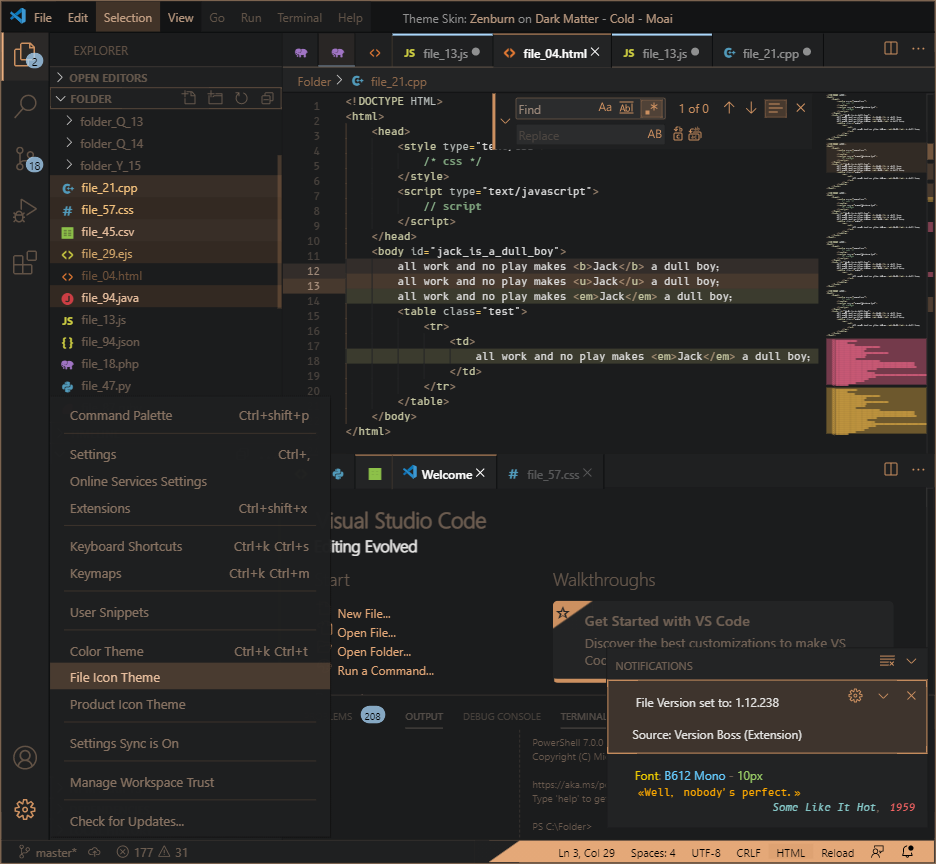 File Edit Selection View Go Run Terminal Help Theme Skin: Zenburn on Dark Matter - Cold - Moai
2
EXPLORER
JS file_13.js file_04.html JS file_13.js file_21.cpp
OPEN EDITORS
FOLDER
Folder > file_21.cpp
folder_Q_13
folder_Q_14
folder_Y_15
18
file_21.cpp
# file_57.css
file_45.csv
file_29.ejs
file_04.html
file_94.java
JS file_13.js
{} file_94.json
file_18.php
file_47.py
Find Aa Abl .* 1 of 0
Replace AB
1 <!DOCTYPE HTML>
2 <html>
3 <head>
4 <style type="text/css
5 /* css */
6 </style>
7 <script type="text/javascript">
8 // script
9 </script>
10 </head>
11 <body id="jack_is_a_dull_boy">
12 all work and no play makes <b>Jack</b> a dull boy;
13 all work and no play makes <u>Jack</u> a dull boy;
14 all work and no play makes <em>Jack</em> a dull boy;
15 <table class="test">
16 <tr>
17 <td>
18 all work and no play makes <em>Jack</em> a dull boy;
19 </td>
20 </tr>
</table>
</body>
</html>
Command Palette Ctrl+shift+p
Settings Ctrl+,
Online Services Settings
Extensions Ctrl+shift+x
Keyboard Shortcuts Ctrl+k Ctrl+s
Keymaps Ctrl+k Ctrl+m
User Snippets
Color Theme Ctrl+k Ctrl+t
File Icon Theme
Product Icon Theme
Settings Sync is On
Manage Workspace Trust
Check for Updates...
Welcome # file_57.css
isual Studio Code
iting Evolved
art
New File...
Open File...
Open Folder...
Run a Command...
Walkthroughs
Get Started with VS Code
Discover the best customizations to make VS
Coc
LEMS 208 OUTPUT DEBUG CONSOLE TERMINAL
PowerShell 7.0.0
Copyright (C) Mi
https://aka.ms/p
Type 'help' to ge
PS C:\Folder>
NOTIFICATIONS
File Version set to: 1.12.238
Source: Version Boss (Extension)
Font: B612 Mono - 10px
«Well, nobody's perfect.»
Some Like It Hot, 1959
master* 177 31 Ln 3, Col 29 Spaces: 4 UTF-8 CRLF HTML Reload